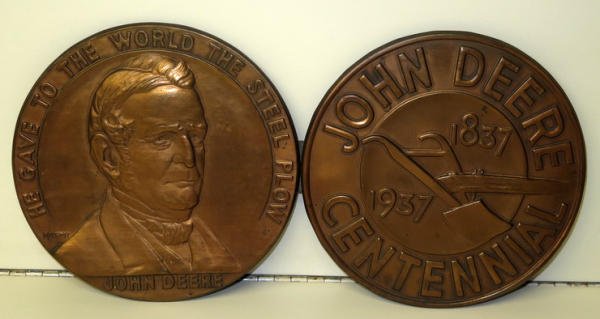 HE GAVE TO THE WORLD THE STEEL PLOW
JOHN DEERE
JOHN DEERE
1837
1937
CENTENNIAL